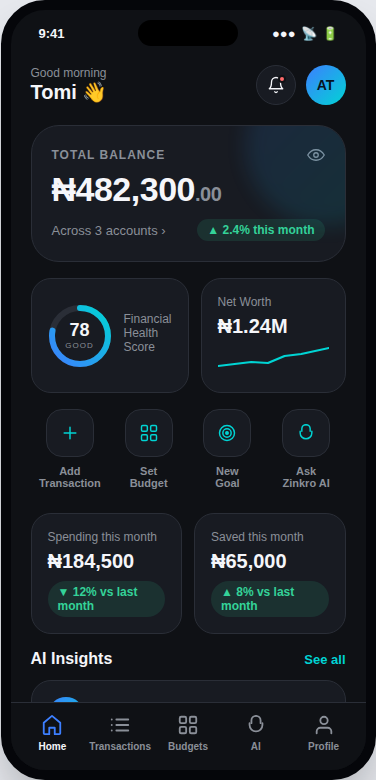 9:41
Good morning
Tomi 👋
AT
TOTAL BALANCE
₦482,300.00
Across 3 accounts ›
▲ 2.4% this month
78
GOOD
Financial
Health
Score
Net Worth
₦1.24M
Add
Transaction
Set
Budget
New
Goal
Ask
Zinkro AI
Spending this month
₦184,500
▼ 12% vs last
month
Saved this month
₦65,000
▲ 8% vs last
month
AI Insights
See all
Home
Transactions
Budgets
AI
Profile